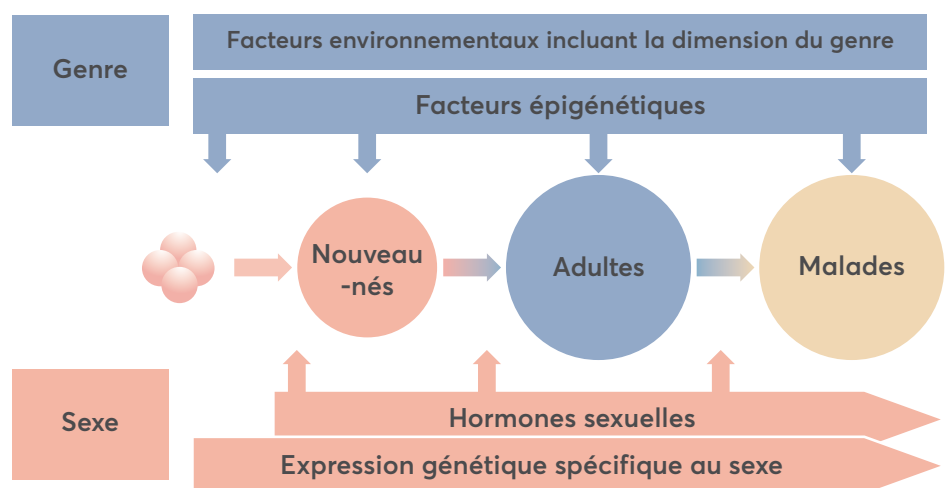 Genre
Facteurs environnementaux incluant la dimension du genre
Facteurs épigénétiques
Nouveau
-nés
Adultes
Malades
Sexe
Hormones sexuelles
Expression génétique spécifique au sexe